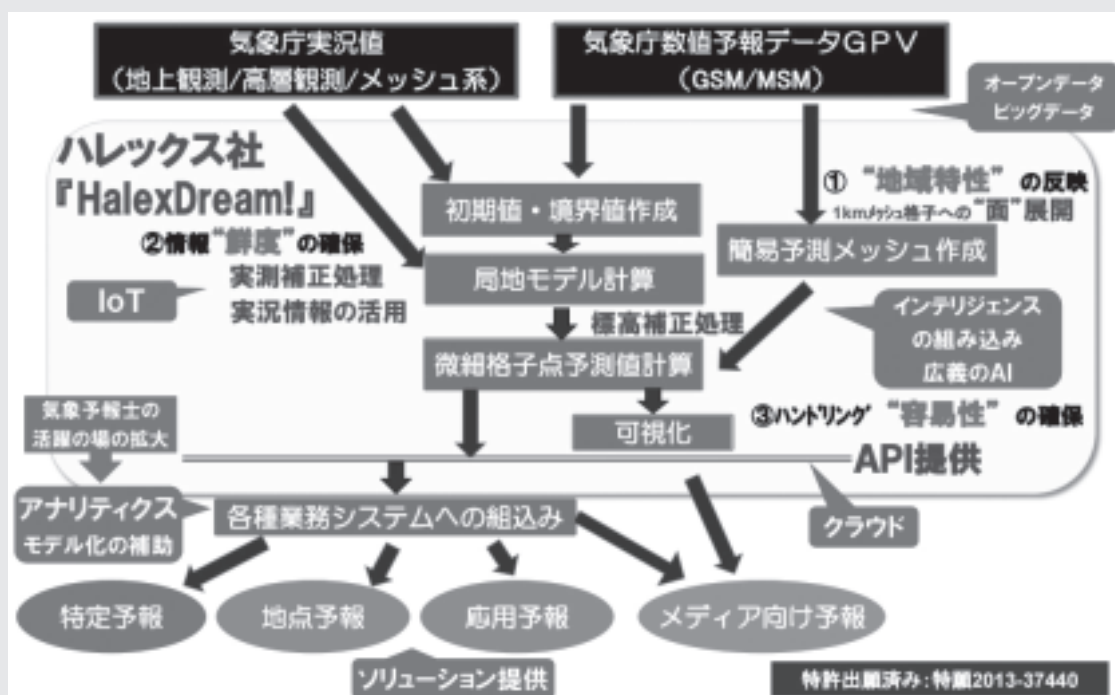 気象庁実況値
（地上観測/高層観測/メッシュ系）
気象庁数値予報データGPV
（GSM/MSM）
オープンデータ
ビッグデータ
ハレックス社
『HalexDream!』
① “地域特性” の反映
1kmメッシュ格子への“面”展開
初期値・境界値作成
②情報“鮮度”の確保
実測補正処理
実況情報の活用
IoT
局地モデル計算
簡易予測メッシュ作成
標高補正処理
インテリジェンス
の組み込み
広義のAI
微細格子点予測値計算
可視化
③ハンドリング “容易性” の確保
API提供
気象予報士の
活躍の場の拡大
アナリティクス
モデル化の補助
各種業務システムへの組込み
クラウド
特定予報
地点予報
応用予報
メディア向け予報
ソリューション提供
特許出願済み：特願2013-37440